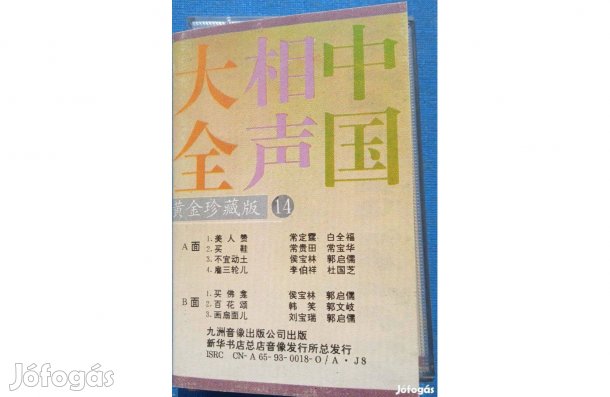 中国
相声
大全
黄金珍藏版 14
A面 1.美人赞 常定霆 白全福
2.买鞋 常贵田 常宝华
3.不宜动土 侯宝林 郭启儒
4.雇三轮儿 李伯祥 杜国芝
B面 1.买佛龛 侯宝林 郭启儒
2.百花颂 韩笑 郭文岐
3.画扇面儿 刘宝瑞 郭启儒
九洲音像出版公司出版
新华书店总店音像发行所总发行
ISRC CN-A 65-93-0018-O/A·J8
Jófogás
Jófogás